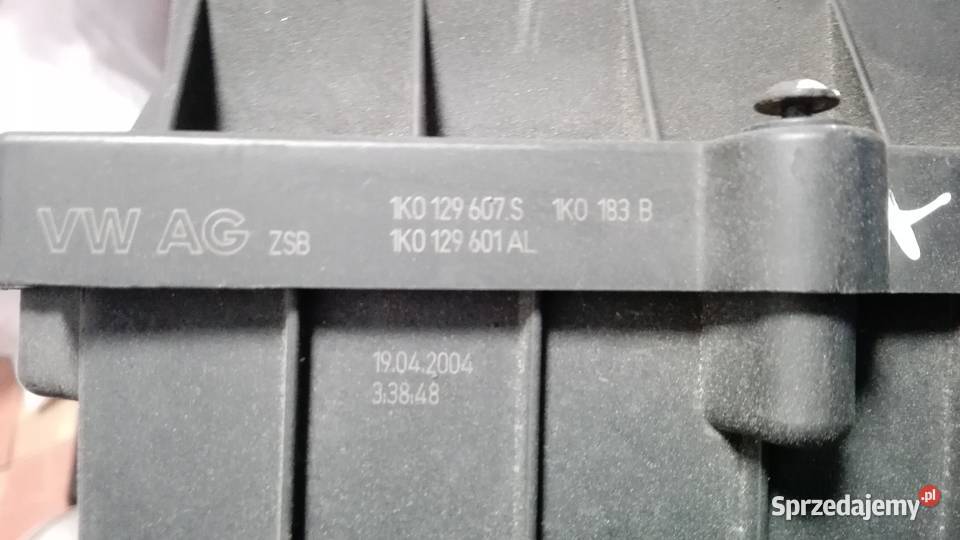 VW AG ZSB 1K0 129 607 S 1K0 183 B
1K0 129 601 AL
19.04.2004
3:38:48
Sprzedajemy.pl